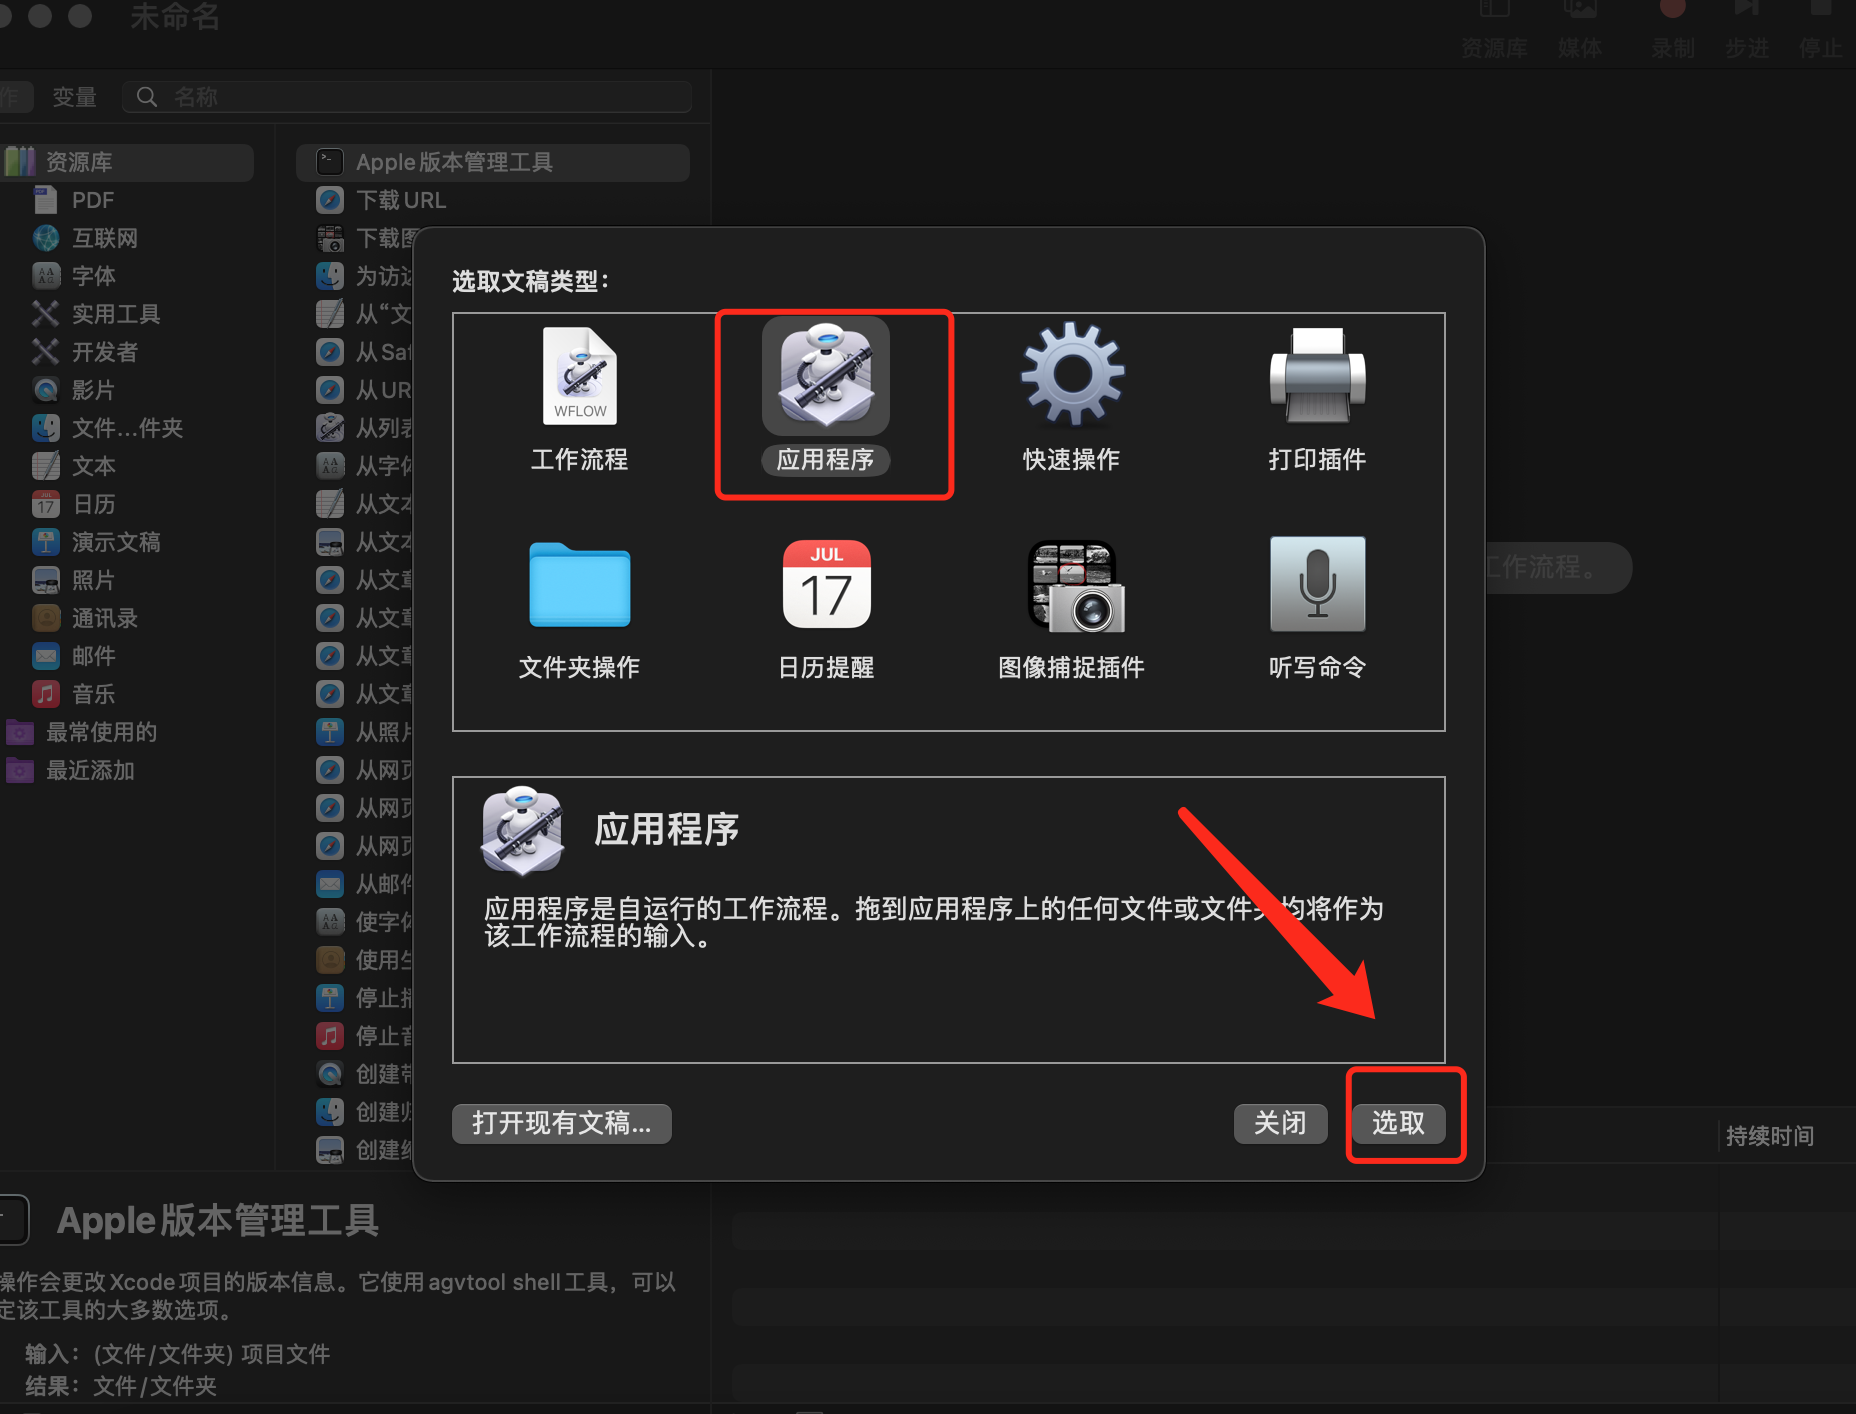 未命名
资源库
媒体
录制
步进
停止
作
变量
名称
资源库
PDF
互联网
字体
实用工具
开发者
影片
文件...件夹
文本
日历
演示文稿
照片
通讯录
邮件
音乐
最常使用的
最近添加
Apple版本管理工具
下载URL
下载图
为访达
从“文
从Saf
从UR
从列表
从字体
从文本
从文本
从文章
从文章
从文章
从文章
从照片
从网页
从网页
从网页
从邮件
使字体
使用生
停止播
停止音
创建带
创建归
创建缩
选取文稿类型：
WFLOW
工作流程
应用程序
快速操作
打印插件
JUL
17
文件夹操作
日历提醒
图像捕捉插件
听写命令
应用程序
应用程序是自运行的工作流程。拖到应用程序上的任何文件或文件夹均将作为
该工作流程的输入。
打开现有文稿...
关闭
选取
工作流程。
持续时间
Apple版本管理工具
操作会更改Xcode项目的版本信息。它使用agvtool shell工具，可以
定该工具的大多数选项。
输入：(文件/文件夹) 项目文件
结果：文件/文件夹